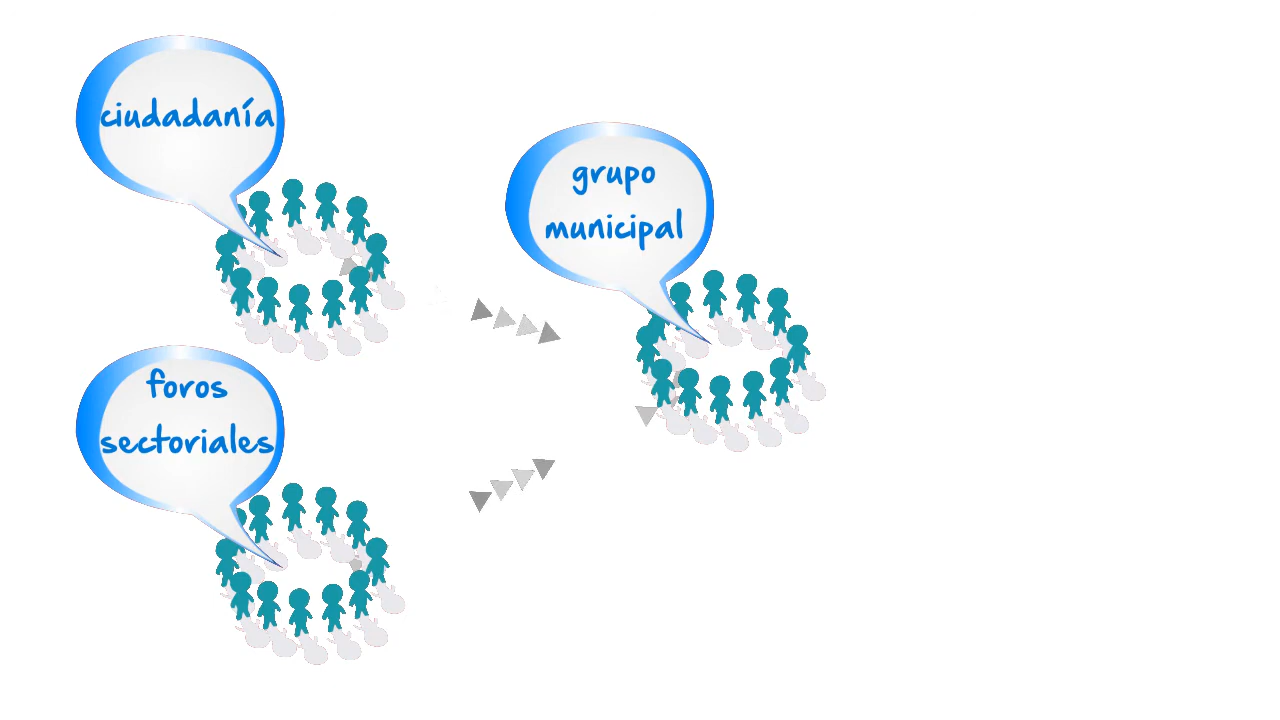 ciudadanía
grupo
municipal
foros
sectoriales